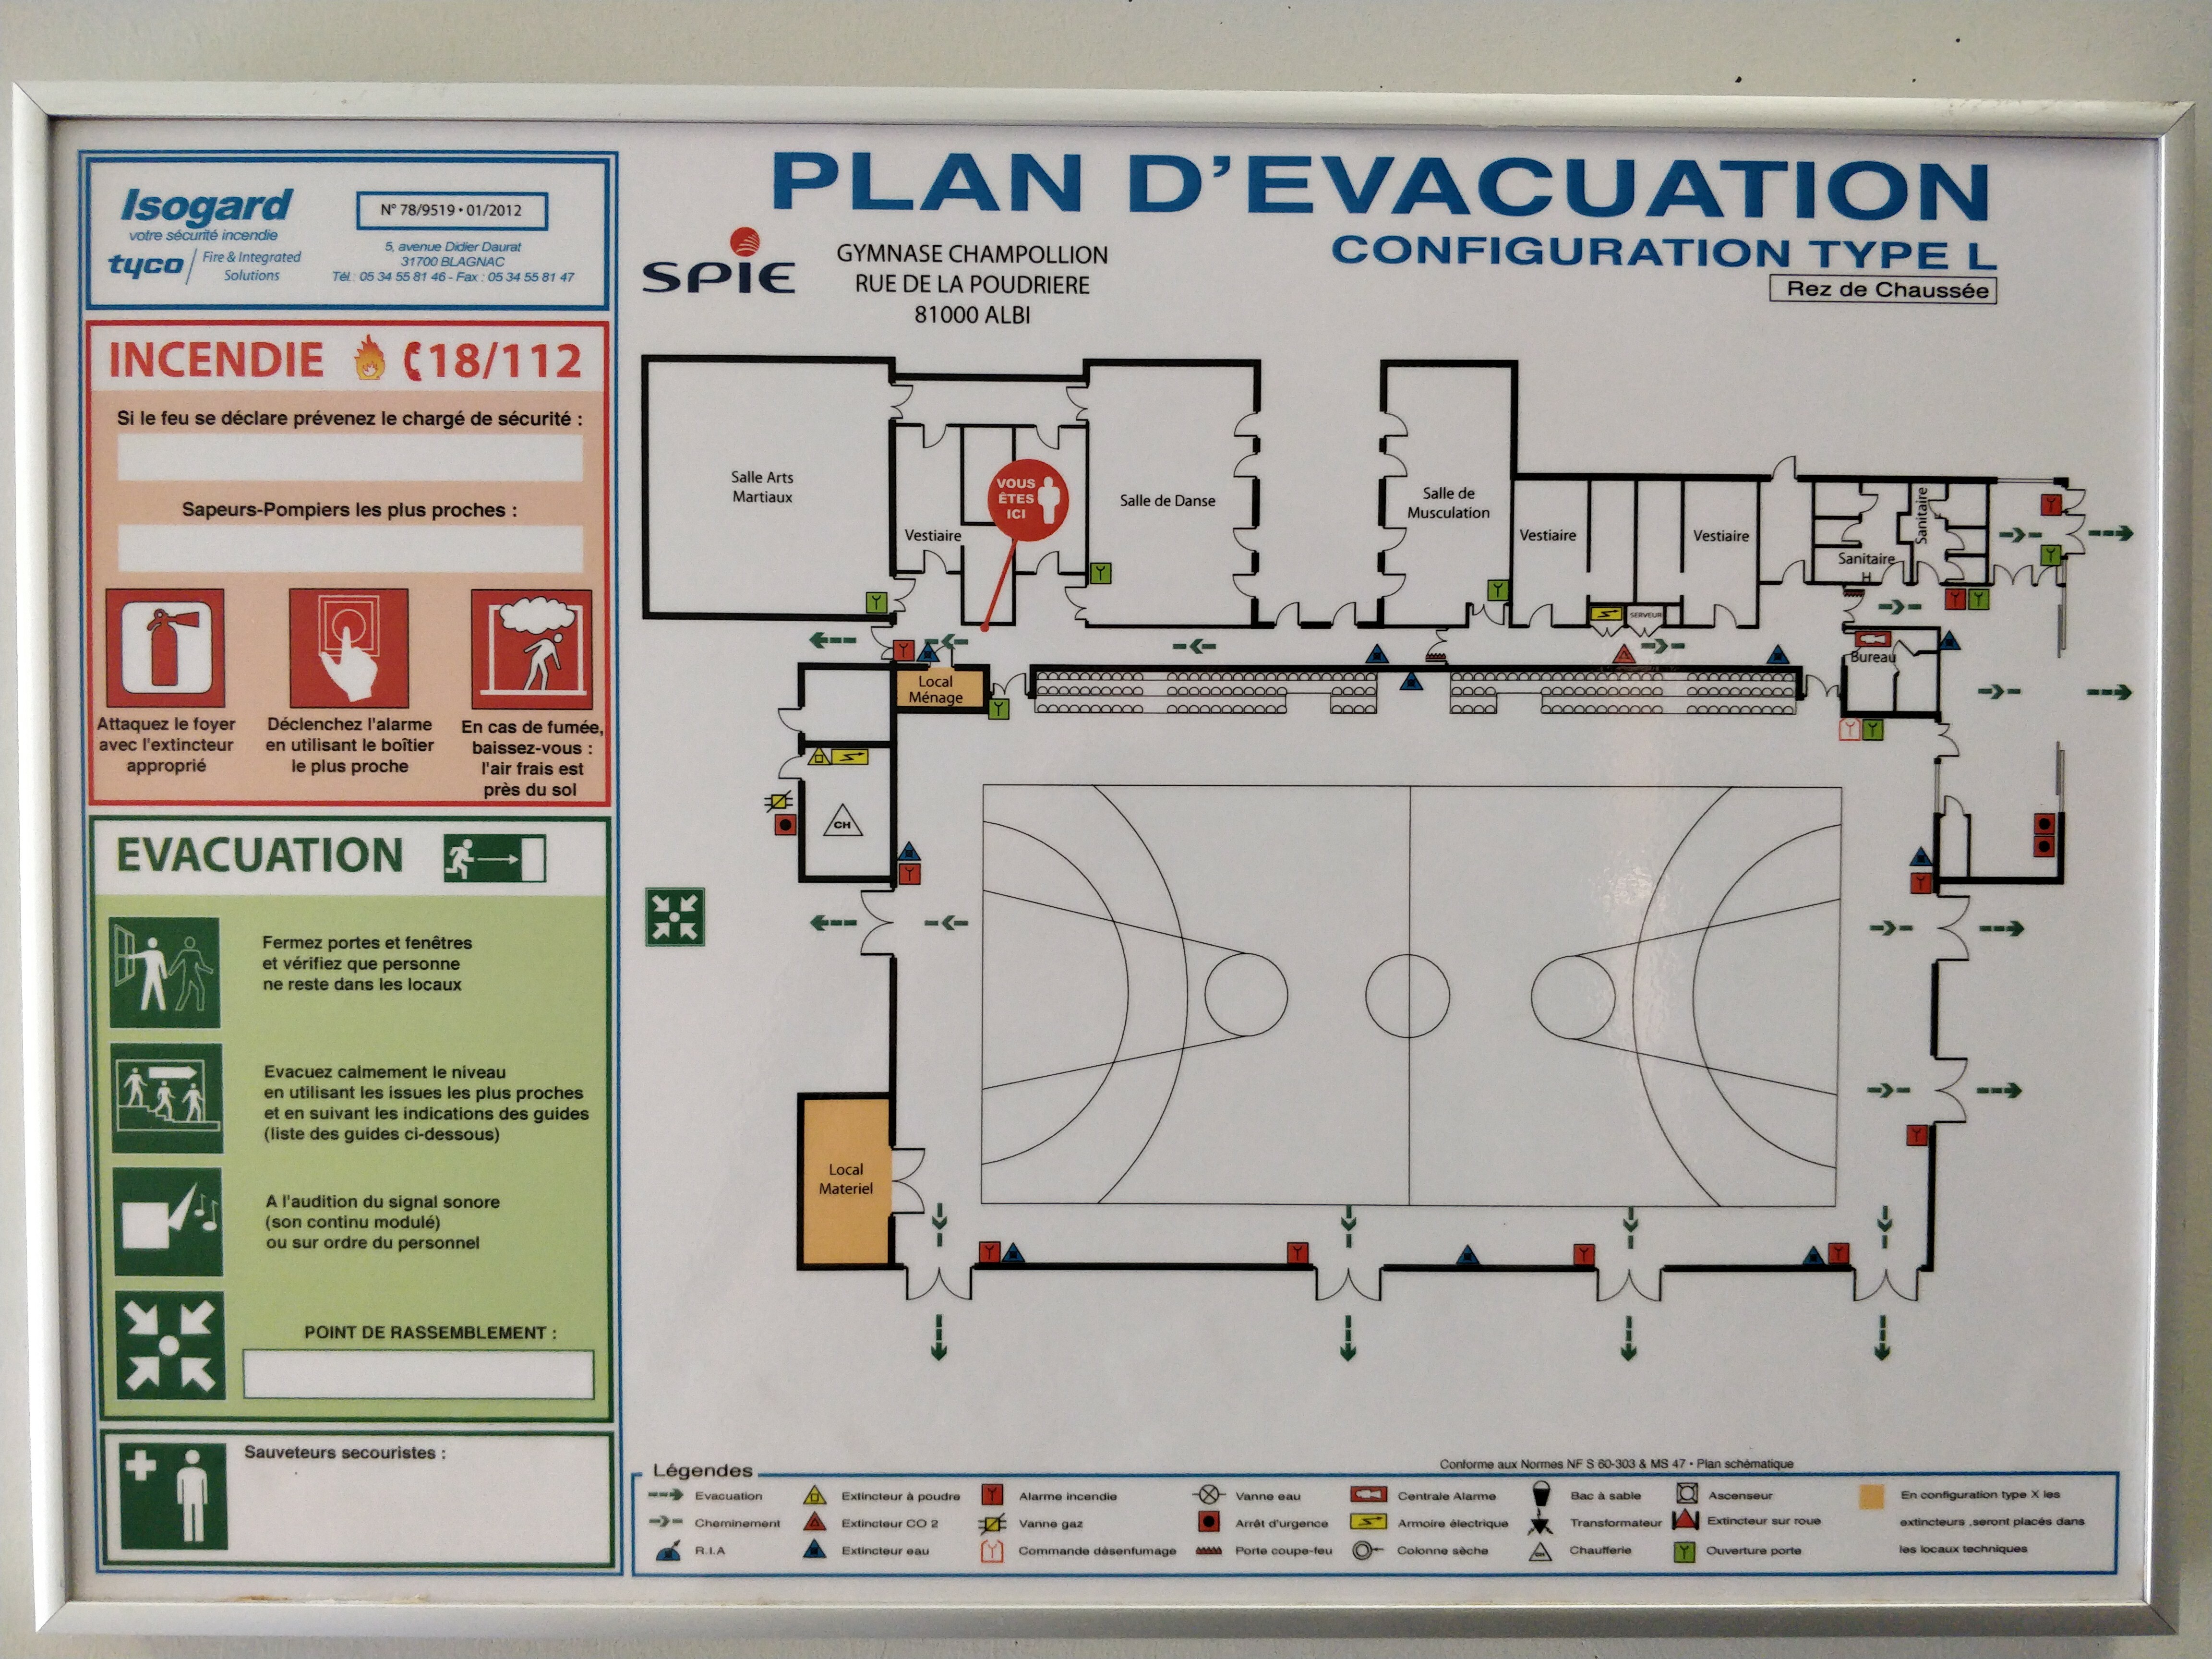 Isogard
votre sécurité incendie
tyco
Fire & Integrated
Solutions
N° 78/9519 • 01/2012
5, avenue Didier Daurat
31700 BLAGNAC
Tél : 05 34 55 81 46 - Fax : 05 34 55 81 47
INCENDIE 18/112
Si le feu se déclare prévenez le chargé de sécurité :
Sapeurs-Pompiers les plus proches :
Attaquez le foyer
avec l'extincteur
approprié
Déclenchez l'alarme
en utilisant le boîtier
le plus proche
En cas de fumée,
baissez-vous :
l'air frais est
près du sol
EVACUATION
Fermez portes et fenêtres
et vérifiez que personne
ne reste dans les locaux
Evacuez calmement le niveau
en utilisant les issues les plus proches
et en suivant les indications des guides
(liste des guides ci-dessous)
A l'audition du signal sonore
(son continu modulé)
ou sur ordre du personnel
POINT DE RASSEMBLEMENT :
Sauveteurs secouristes :
PLAN D'EVACUATION
CONFIGURATION TYPE L
Rez de Chaussée
SPIE
GYMNASE CHAMPOLLION
RUE DE LA POUDRIERE
81000 ALBI
Salle Arts
Martiaux
Vestiaire
VOUS
ÊTES
ICI
Salle de Danse
Salle de
Musculation
Vestiaire
SERVEUR
Vestiaire
Sanitaire
H
Sanitaire
F
Bureau
Local
Ménage
CH
Local
Materiel
Conforme aux Normes NF S 60-303 & MS 47 • Plan schématique
Légendes
Evacuation
Cheminement
R.I.A
Extincteur à poudre
Extincteur CO 2
Extincteur eau
Alarme incendie
Vanne gaz
Commande désenfumage
Vanne eau
Arrêt d'urgence
Porte coupe-feu
Centrale Alarme
Armoire électrique
Colonne sèche
Bac à sable
Transformateur
Chaufferie
Ascenseur
Extincteur sur roue
Ouverture porte
En configuration type X les
extincteurs ,seront placés dans
les locaux techniques